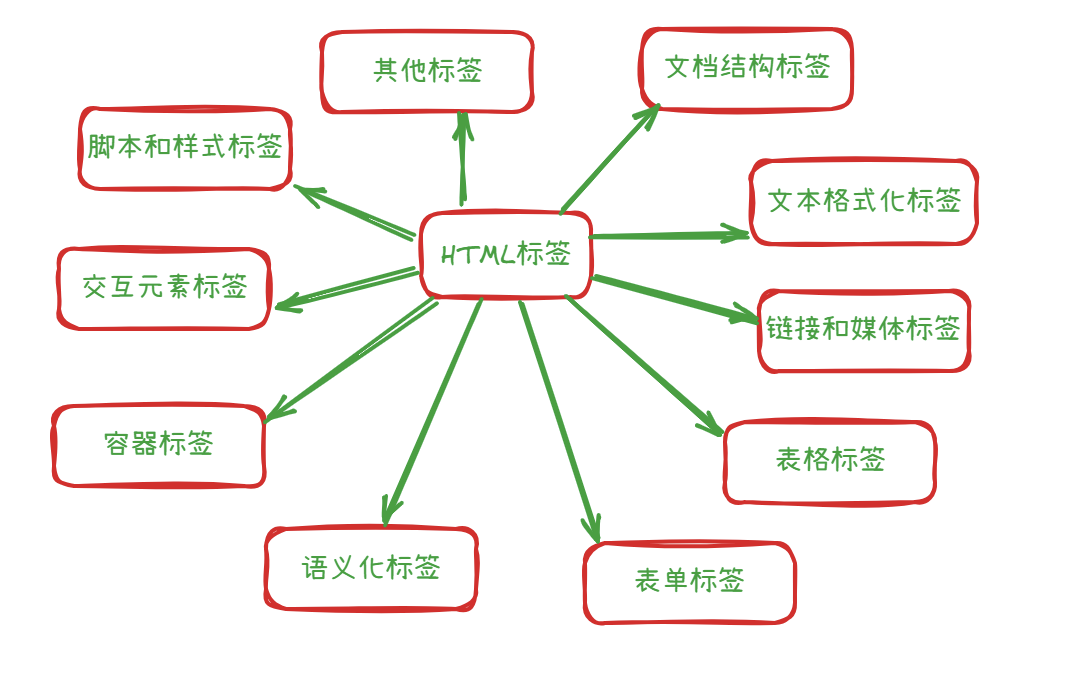 其他标签
文档结构标签
脚本和样式标签
文本格式化标签
HTML标签
交互元素标签
链接和媒体标签
容器标签
表格标签
语义化标签
表单标签